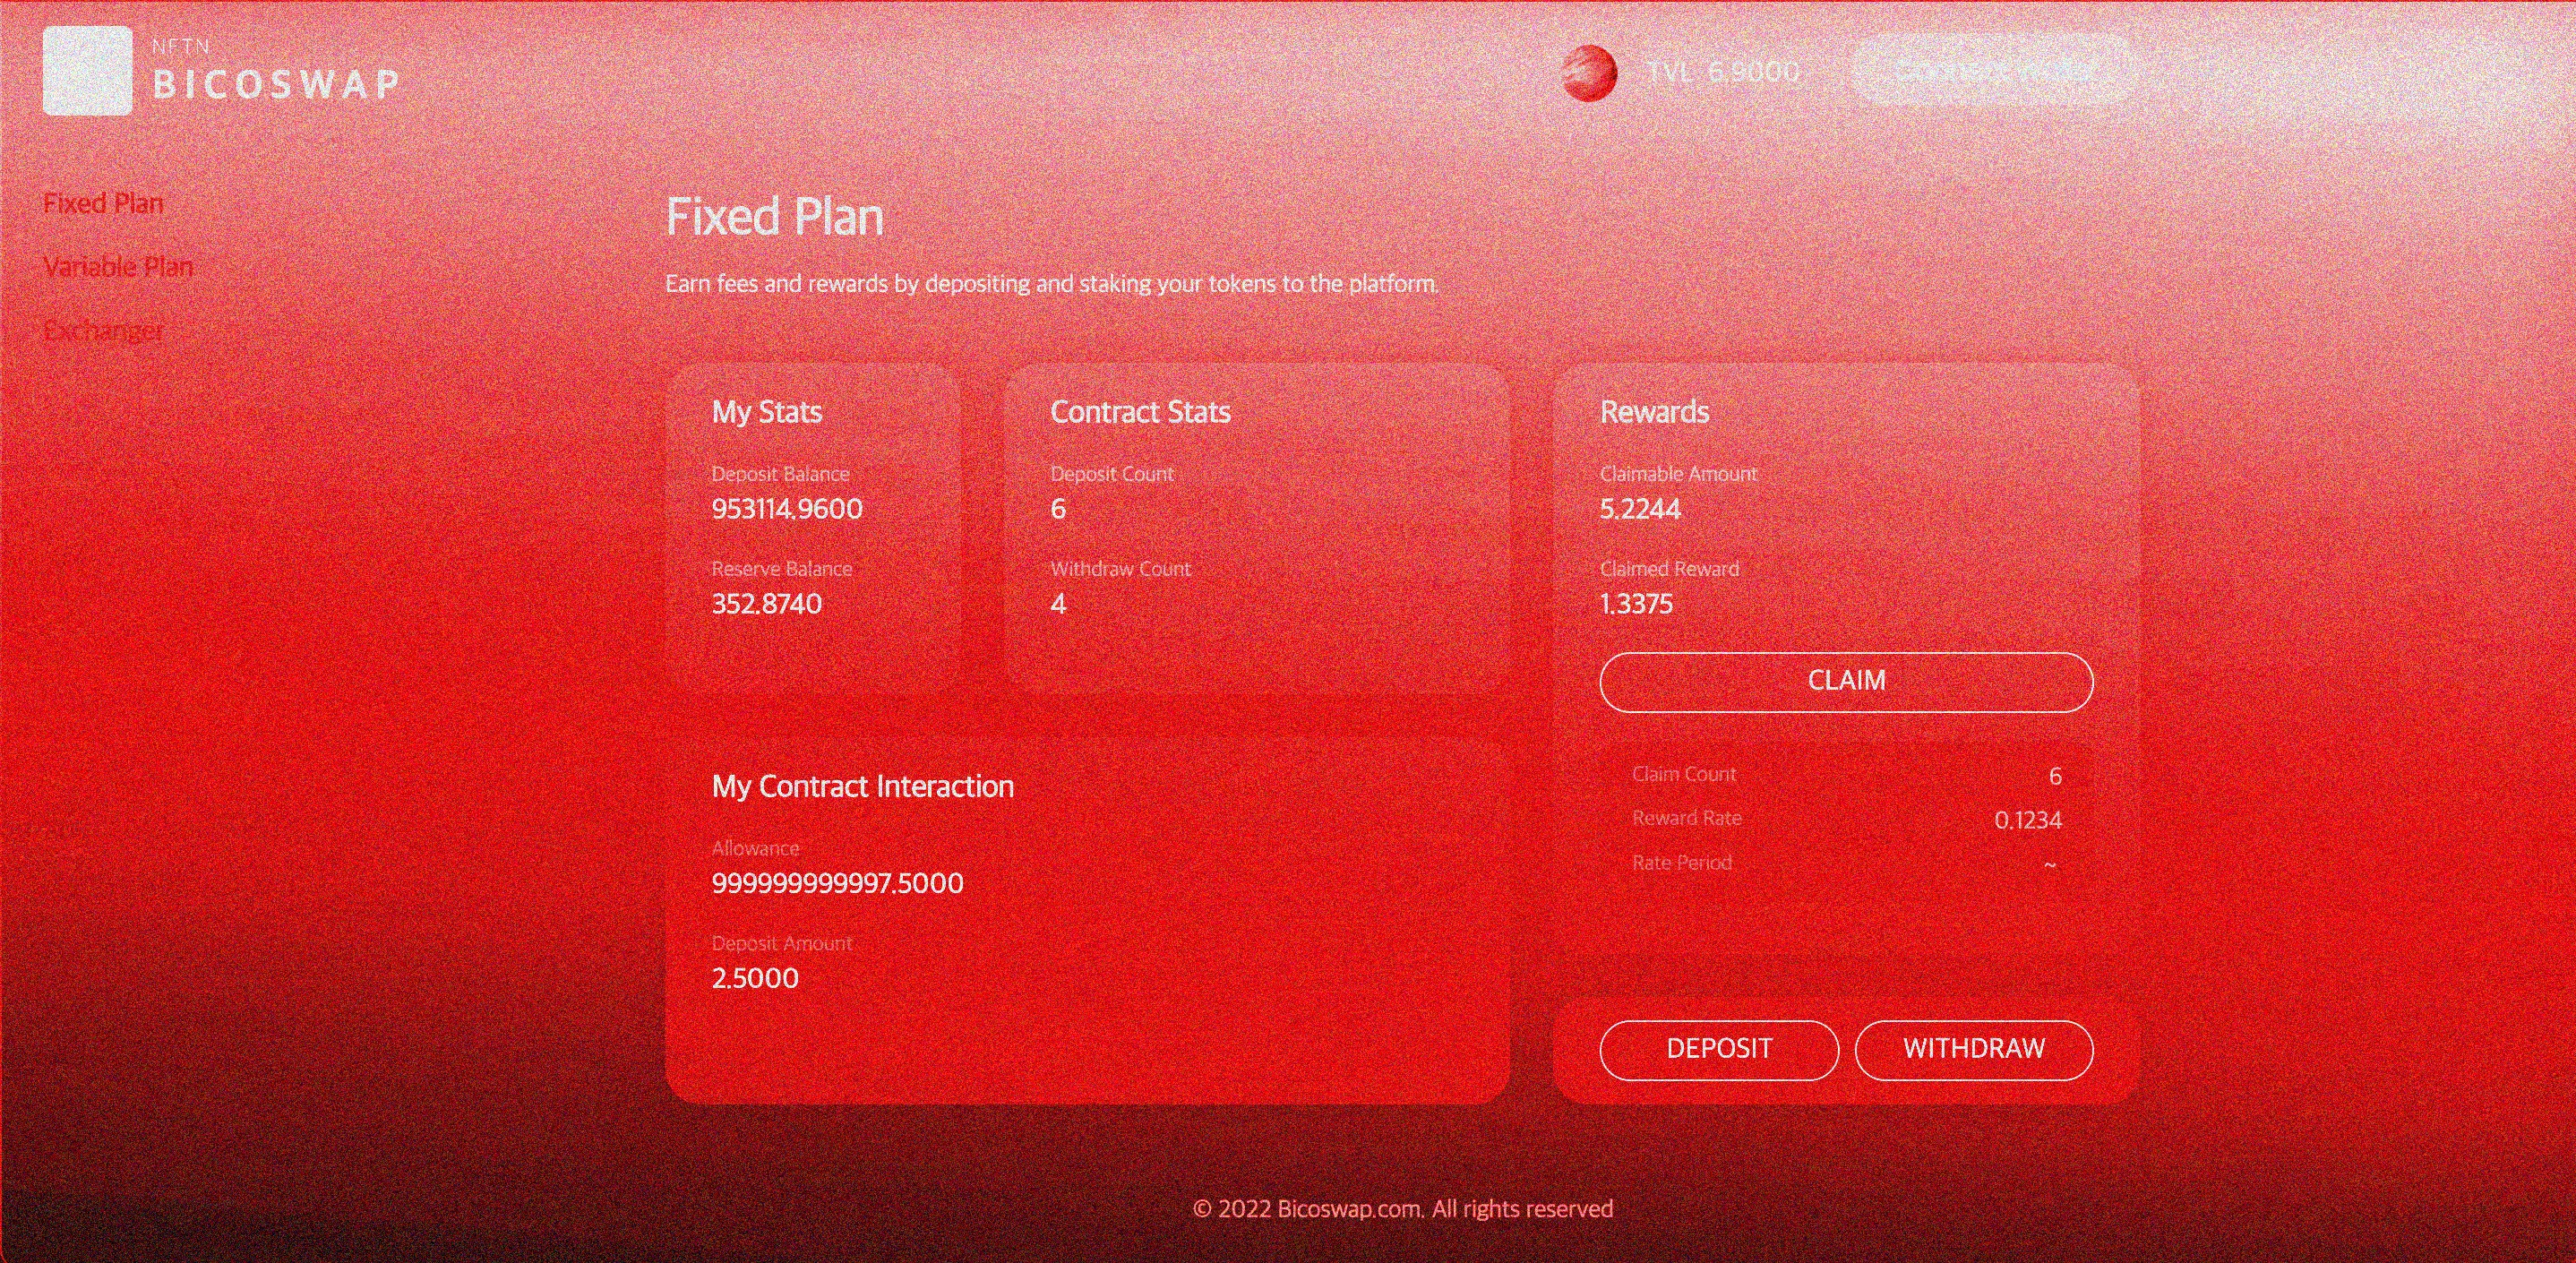 NFTN
BICOSWAP
TVL 6.9000
Connect Wallet
Fixed Plan
Variable Plan
Exchanger
Fixed Plan
Earn fees and rewards by depositing and staking your tokens to the platform.
My Stats
Deposit Balance
953114.9600
Reserve Balance
352.8740
Contract Stats
Deposit Count
6
Withdraw Count
4
Rewards
Claimable Amount
5.2244
Claimed Reward
1.3375
CLAIM
Claim Count 6
Reward Rate 0.1234
Rate Period ~
My Contract Interaction
Allowance
999999999997.5000
Deposit Amount
2.5000
DEPOSIT WITHDRAW
© 2022 Bicoswap.com. All rights reserved